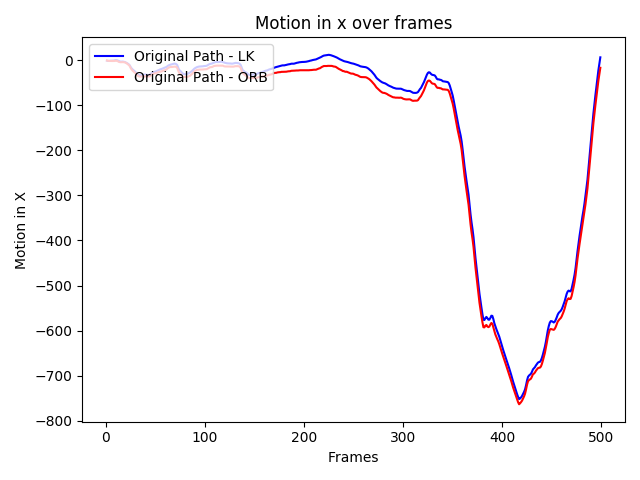 Motion in x over frames
Original Path - LK
Original Path - ORB
0
−100
−200
−300
−400
−500
−600
−700
−800
Motion in X
0 100 200 300 400 500
Frames